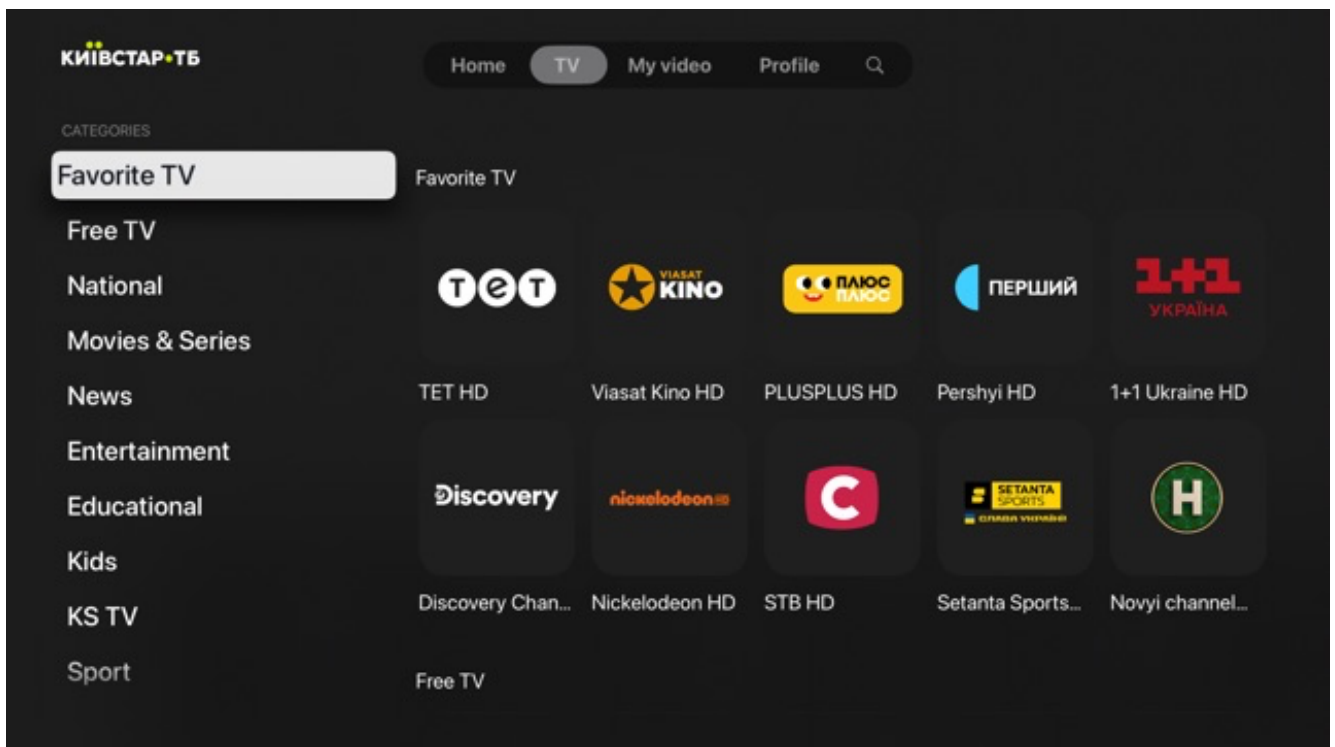 КИЇВСТАР•ТБ
Home TV My video Profile
CATEGORIES
Favorite TV
Free TV
National
Movies & Series
News
Entertainment
Educational
Kids
KS TV
Sport
Favorite TV
ТЕТ
VIASAT
KINO
ПЛЮС
ПЛЮС
ПЕРШИЙ
1+1
УКРАЇНА
TET HD
Viasat Kino HD
PLUSPLUS HD
Pershyi HD
1+1 Ukraine HD
Discovery
nickelodeon HD
С
SETANTA
SPORTS
СЛАВА УКРАЇНІ
Н
Discovery Chan...
Nickelodeon HD
STB HD
Setanta Sports...
Novyi channel...
Free TV